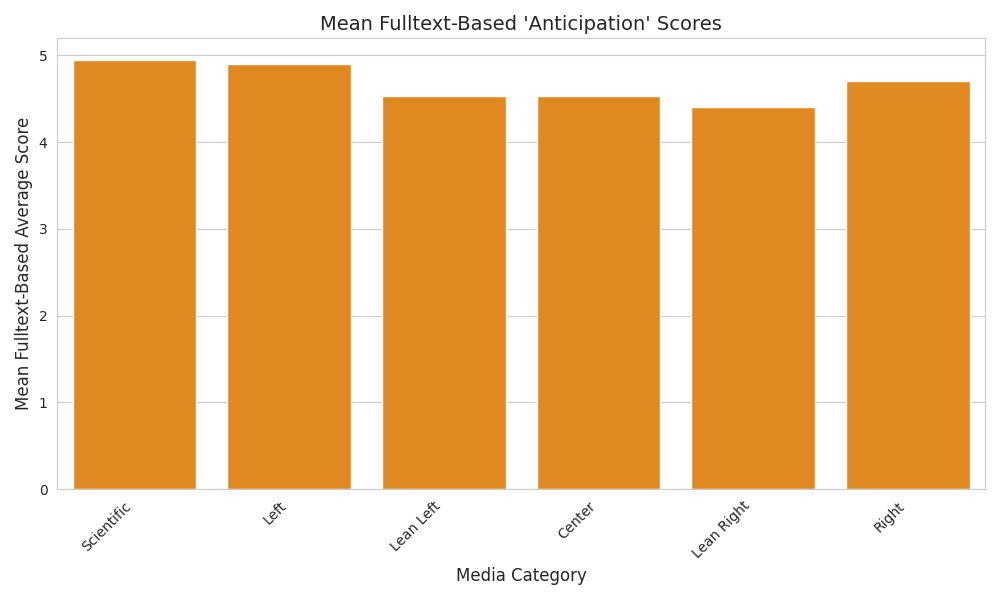 Mean Fulltext-Based 'Anticipation' Scores
Mean Fulltext-Based Average Score
5
4
3
2
1
0
Scientific
Left
Lean Left
Center
Lean Right
Right
Media Category